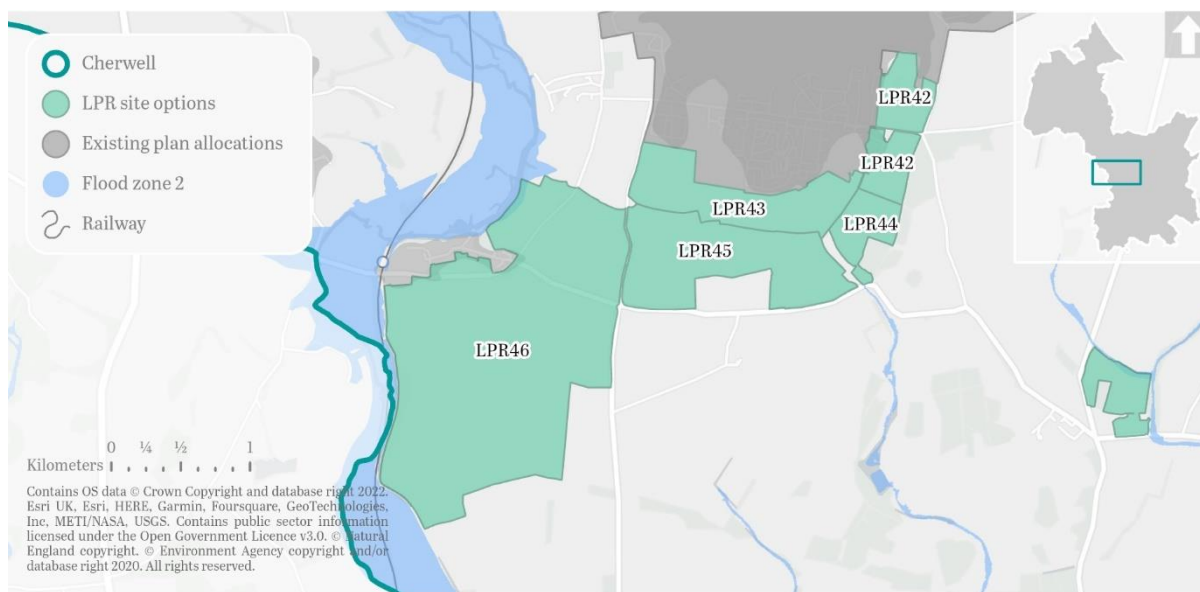 Cherwell
LPR site options
Existing plan allocations
Flood zone 2
Railway
LPR42
LPR42
LPR43
LPR44
LPR45
LPR46
0 ¼ ½ 1
Kilometers
Contains OS data © Crown Copyright and database right 2022.
Esri UK, Esri, HERE, Garmin, Foursquare, GeoTechnologies,
Inc, METI/NASA, USGS. Contains public sector information
licensed under the Open Government Licence v3.0. © Natural
England copyright. © Environment Agency copyright and/or
database right 2020. All rights reserved.